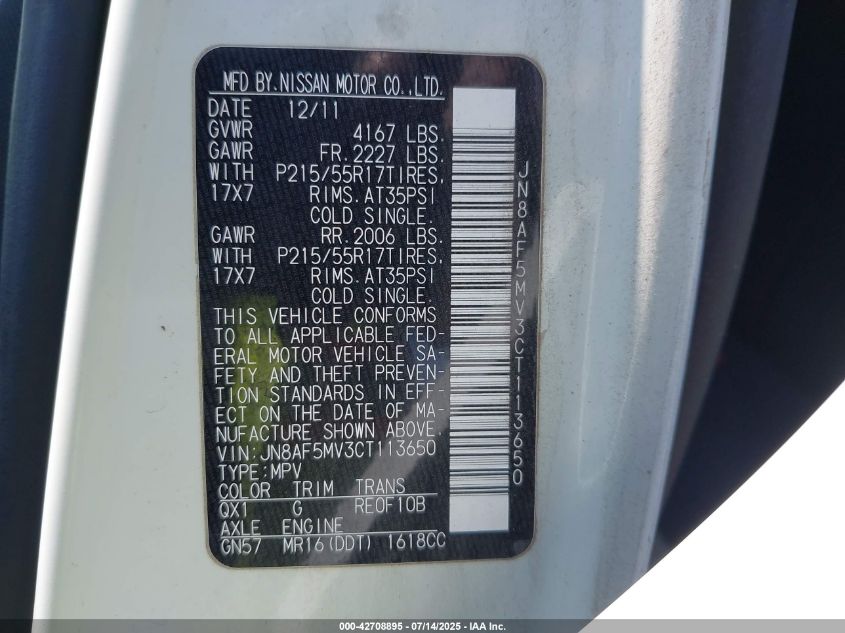 MFD BY.NISSAN MOTOR CO.,LTD.
DATE 12/11
GVWR 4167 LBS.
GAWR FR.2227 LBS.
WITH P215/55R17TIRES.
17X7 RIMS.AT35PSI
COLD SINGLE.
GAWR RR.2006 LBS.
WITH P215/55R17TIRES.
17X7 RIMS.AT35PSI
COLD SINGLE.
THIS VEHICLE CONFORMS
TO ALL APPLICABLE FED-
ERAL MOTOR VEHICLE SA-
FETY AND THEFT PREVEN-
TION STANDARDS IN EFF-
ECT ON THE DATE OF MA-
NUFACTURE SHOWN ABOVE.
VIN:JN8AF5MV3CT113650
TYPE:MPV
COLOR TRIM TRANS
QX1 G RE0F10B
AXLE ENGINE
GN57 MR16(DDT) 1618CC
JN8AF5MV3CT113650
000-42708895 - 07/14/2025 - IAA Inc.